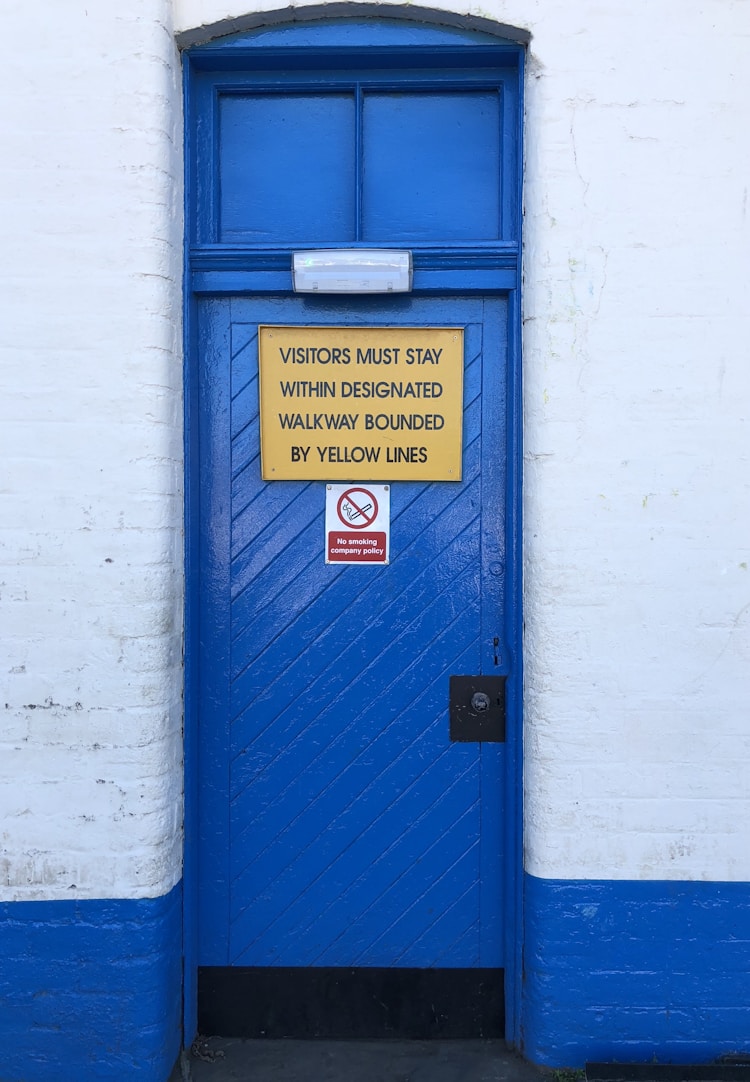 VISITORS MUST STAY
WITHIN DESIGNATED
WALKWAY BOUNDED
BY YELLOW LINES
No smoking
company policy